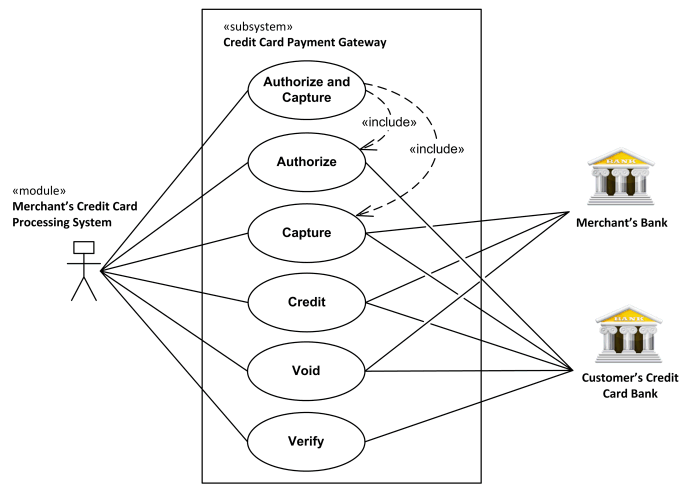 «subsystem»
Credit Card Payment Gateway
Authorize and
Capture
«include»
«include»
Authorize
«module»
Merchant's Credit Card
Processing System
Capture
BANK
Merchant's Bank
Credit
BANK
Customer's Credit
Card Bank
Void
Verify